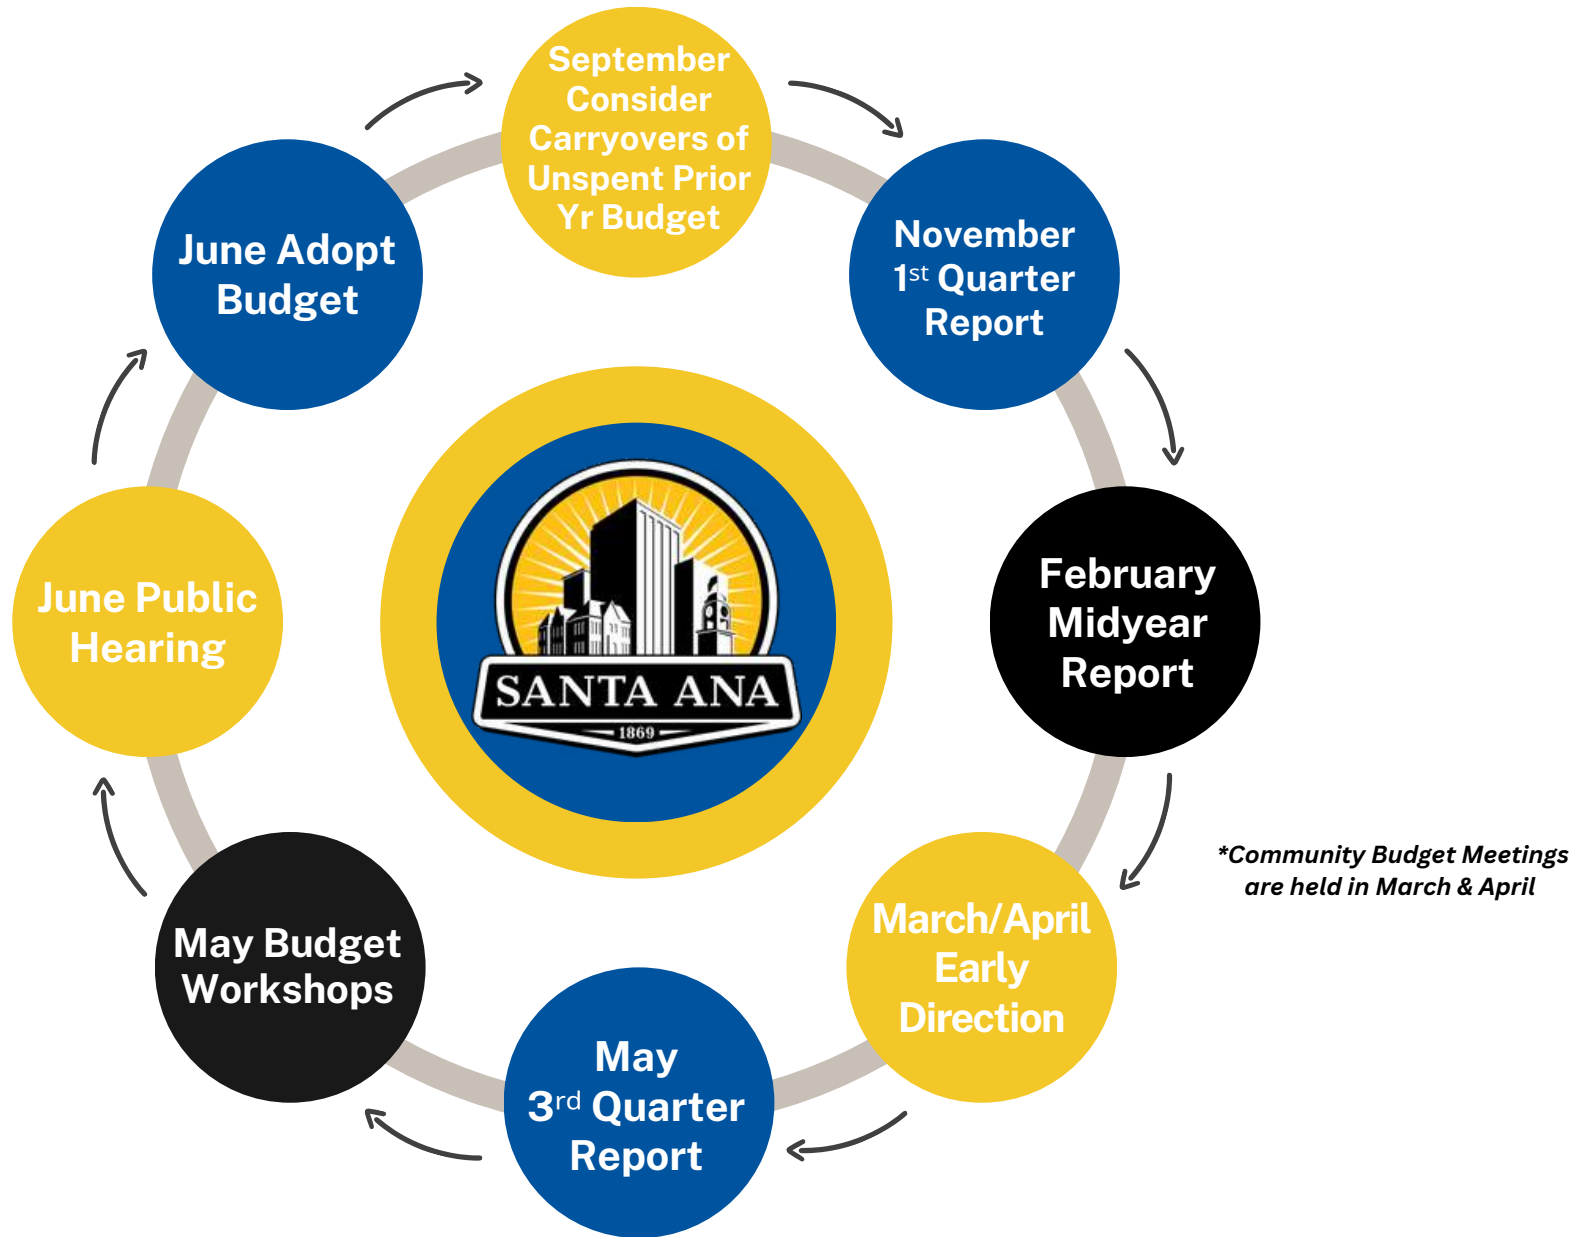 September
Consider
Carryovers of
Unspent Prior
Yr Budget
November
1st Quarter
Report
February
Midyear
Report
*Community Budget Meetings
are held in March & April
March/April
Early
Direction
May
3rd Quarter
Report
May Budget
Workshops
June Public
Hearing
June Adopt
Budget
SANTA ANA
1869